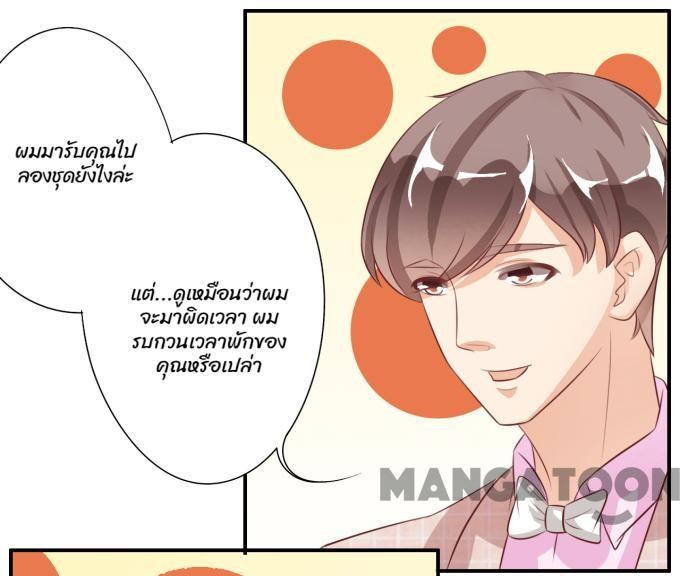 ผมมารับคุณไป
ลองชุดยังไงล่ะ
แต่...ดูเหมือนว่าผม
จะมาผิดเวลา ผม
รบกวนเวลาพักของ
คุณหรือเปล่า
MANGATOON